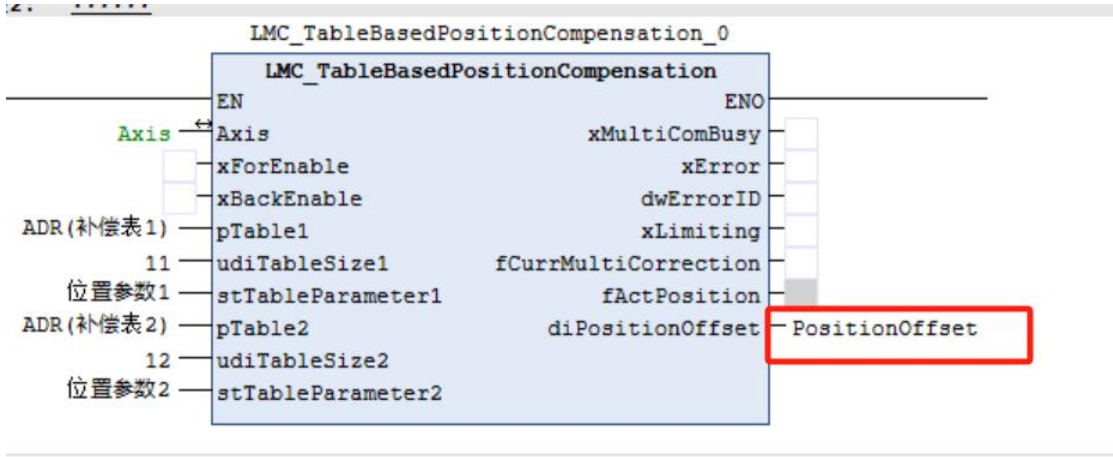 LMC_TableBasedPositionCompensation_0
LMC_TableBasedPositionCompensation
EN ENO
Axis Axis xMultiComBusy
xForEnable xError
xBackEnable dwErrorID
ADR(补偿表1) pTable1 xLimiting
11 udiTableSize1 fCurrMultiCorrection
位置参数1 stTableParameter1 fActPosition
ADR(补偿表2) pTable2 diPositionOffset PositionOffset
12 udiTableSize2
位置参数2 stTableParameter2